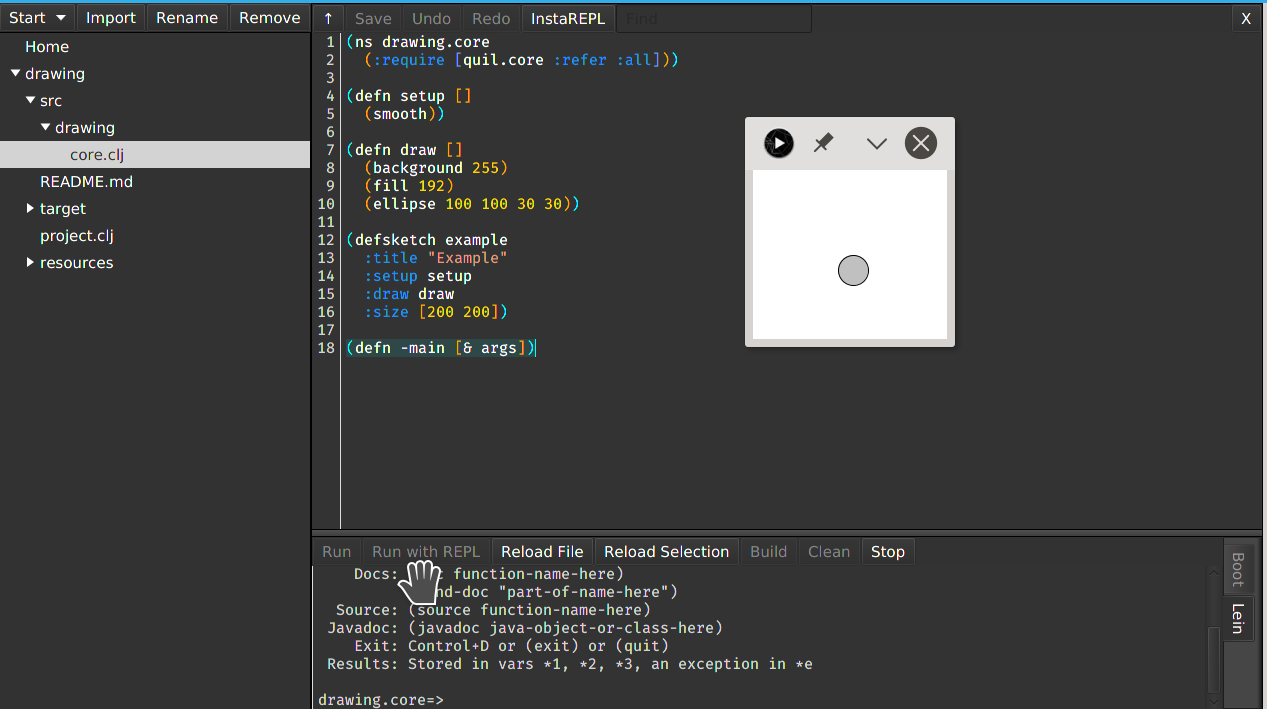 Start Import Rename Remove ↑ Save Undo Redo InstaREPL Find X
Home
drawing
src
drawing
core.clj
README.md
target
project.clj
resources
1 (ns drawing.core
2   (:require [quil.core :refer :all]))
3
4 (defn setup []
5   (smooth))
6
7 (defn draw []
8   (background 255)
9   (fill 192)
10   (ellipse 100 100 30 30))
11
12 (defsketch example
13   :title "Example"
14   :setup setup
15   :draw draw
16   :size [200 200])
17
18 (defn -main [& args])
Run Run with REPL Reload File Reload Selection Build Clean Stop
Boot
Lein
Docs: function-name-here)
"part-of-name-here")
Source: (source function-name-here)
Javadoc: (javadoc java-object-or-class-here)
Exit: Control+D or (exit) or (quit)
Results: Stored in vars *1, *2, *3, an exception in *e
drawing.core=>